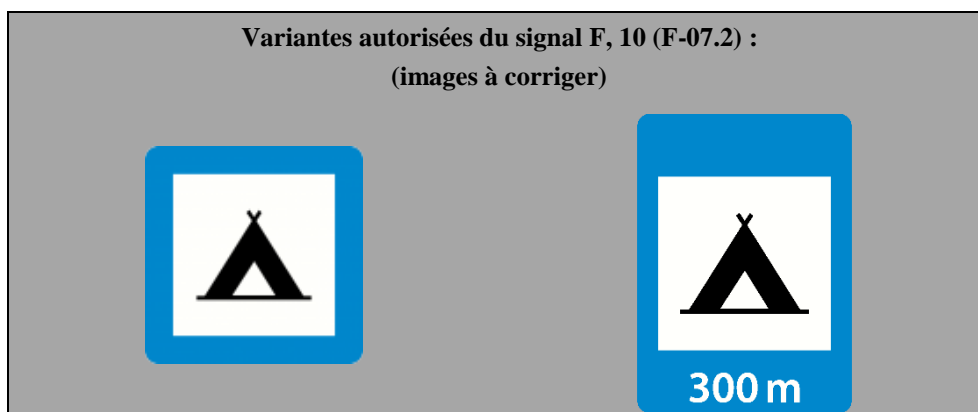 Variantes autorisées du signal F, 10 (F-07.2) :
(images à corriger)
300 m